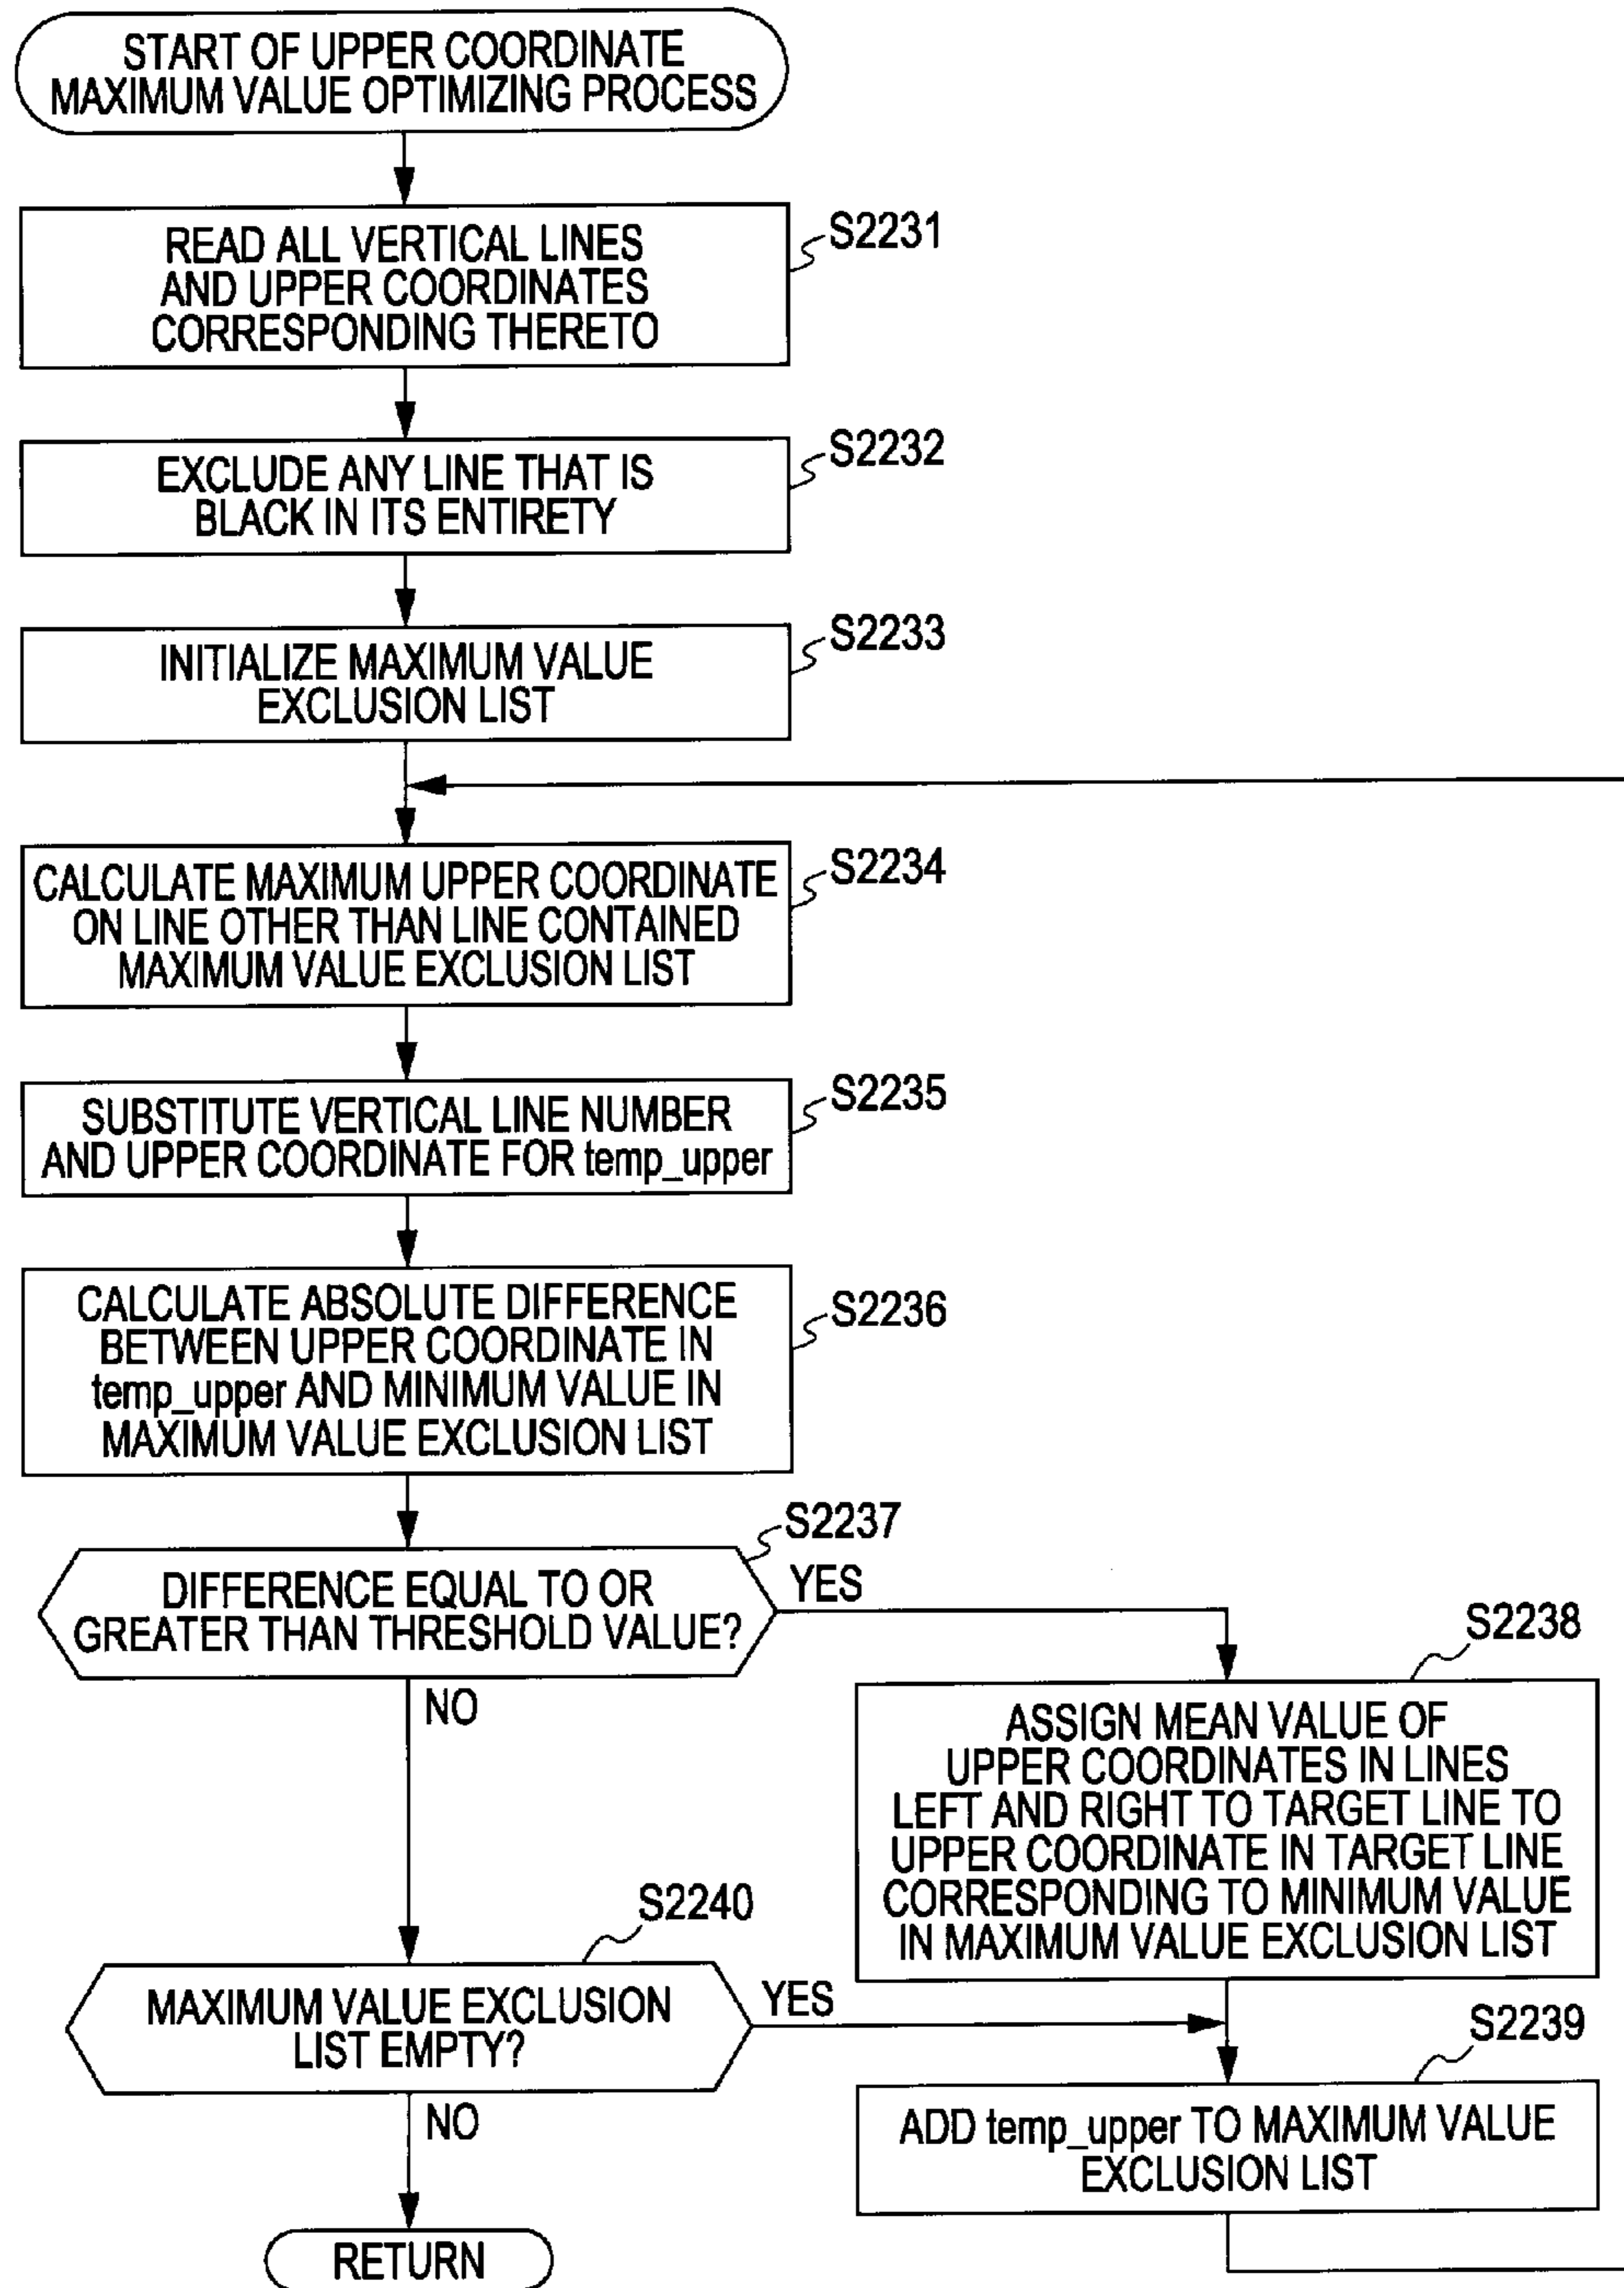 START OF UPPER COORDINATE
MAXIMUM VALUE OPTIMIZING PROCESS
READ ALL VERTICAL LINES
AND UPPER COORDINATES
CORRESPONDING THERETO
S2231
EXCLUDE ANY LINE THAT IS
BLACK IN ITS ENTIRETY
S2232
INITIALIZE MAXIMUM VALUE
EXCLUSION LIST
S2233
CALCULATE MAXIMUM UPPER COORDINATE
ON LINE OTHER THAN LINE CONTAINED
MAXIMUM VALUE EXCLUSION LIST
S2234
SUBSTITUTE VERTICAL LINE NUMBER
AND UPPER COORDINATE FOR temp_upper
S2235
CALCULATE ABSOLUTE DIFFERENCE
BETWEEN UPPER COORDINATE IN
temp_upper AND MINIMUM VALUE IN
MAXIMUM VALUE EXCLUSION LIST
S2236
DIFFERENCE EQUAL TO OR
GREATER THAN THRESHOLD VALUE?
S2237
YES
NO
S2238
ASSIGN MEAN VALUE OF
UPPER COORDINATES IN LINES
LEFT AND RIGHT TO TARGET LINE TO
UPPER COORDINATE IN TARGET LINE
CORRESPONDING TO MINIMUM VALUE
IN MAXIMUM VALUE EXCLUSION LIST
S2240
MAXIMUM VALUE EXCLUSION
LIST EMPTY?
YES
NO
S2239
ADD temp_upper TO MAXIMUM VALUE
EXCLUSION LIST
RETURN